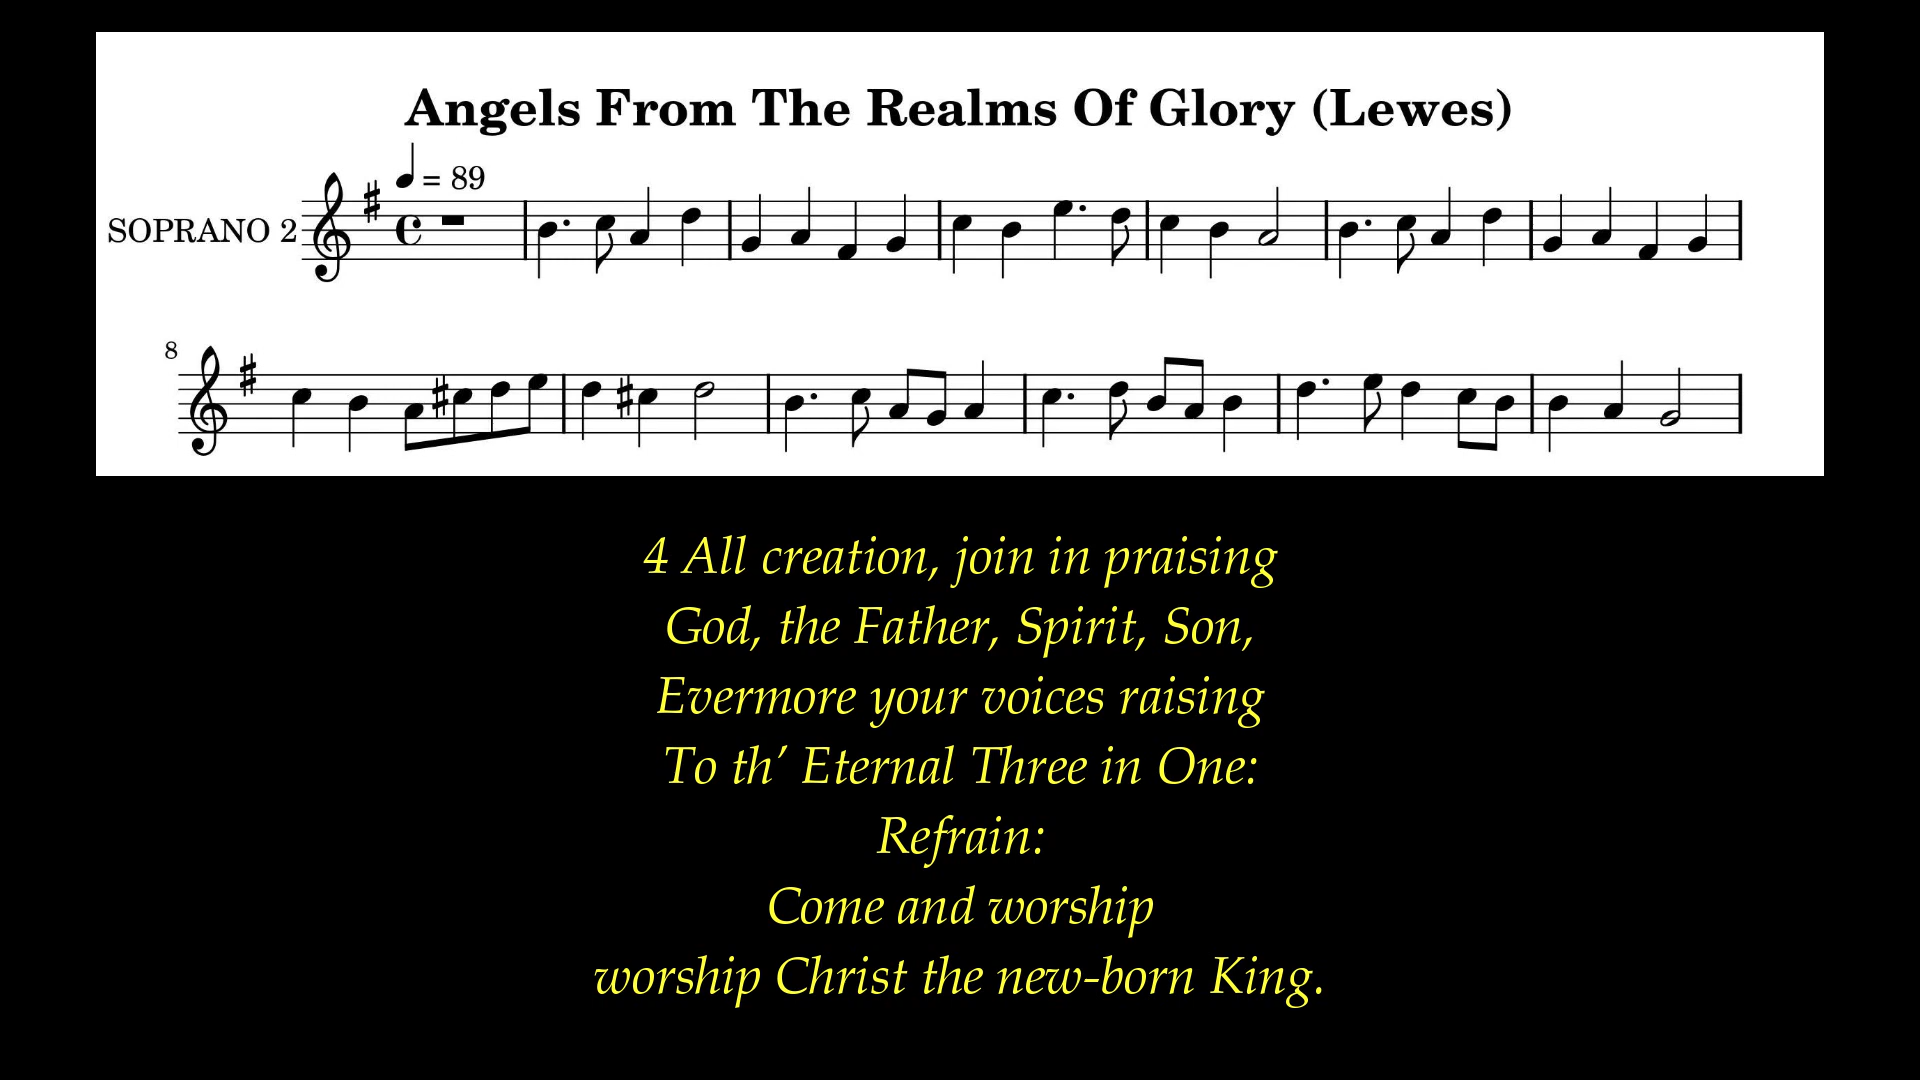 Angels From The Realms Of Glory (Lewes)
= 89
SOPRANO 2
8
4 All creation, join in praising
God, the Father, Spirit, Son,
Evermore your voices raising
To th’ Eternal Three in One:
Refrain:
Come and worship
worship Christ the new-born King.